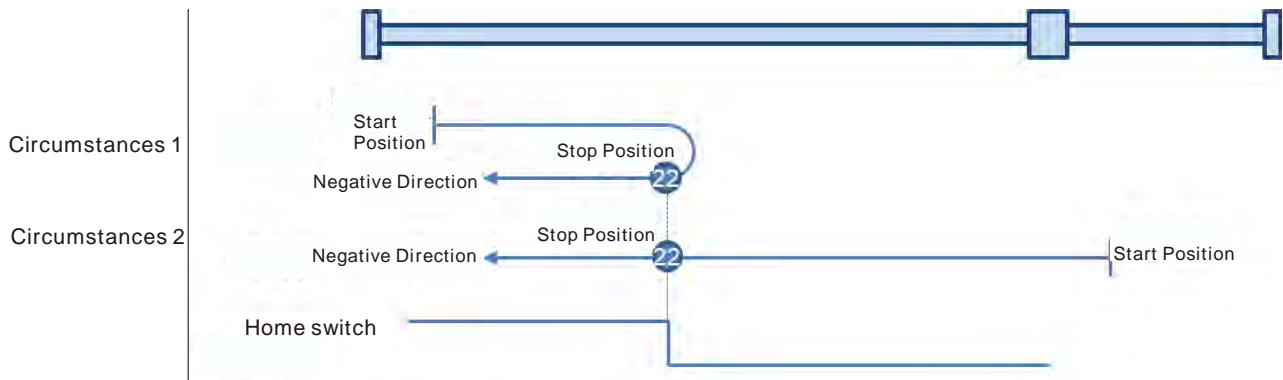 Start
Position
Circumstances 1
Stop Position
22
Negative Direction
Circumstances 2
Stop Position
22
Negative Direction
Start Position
Home switch